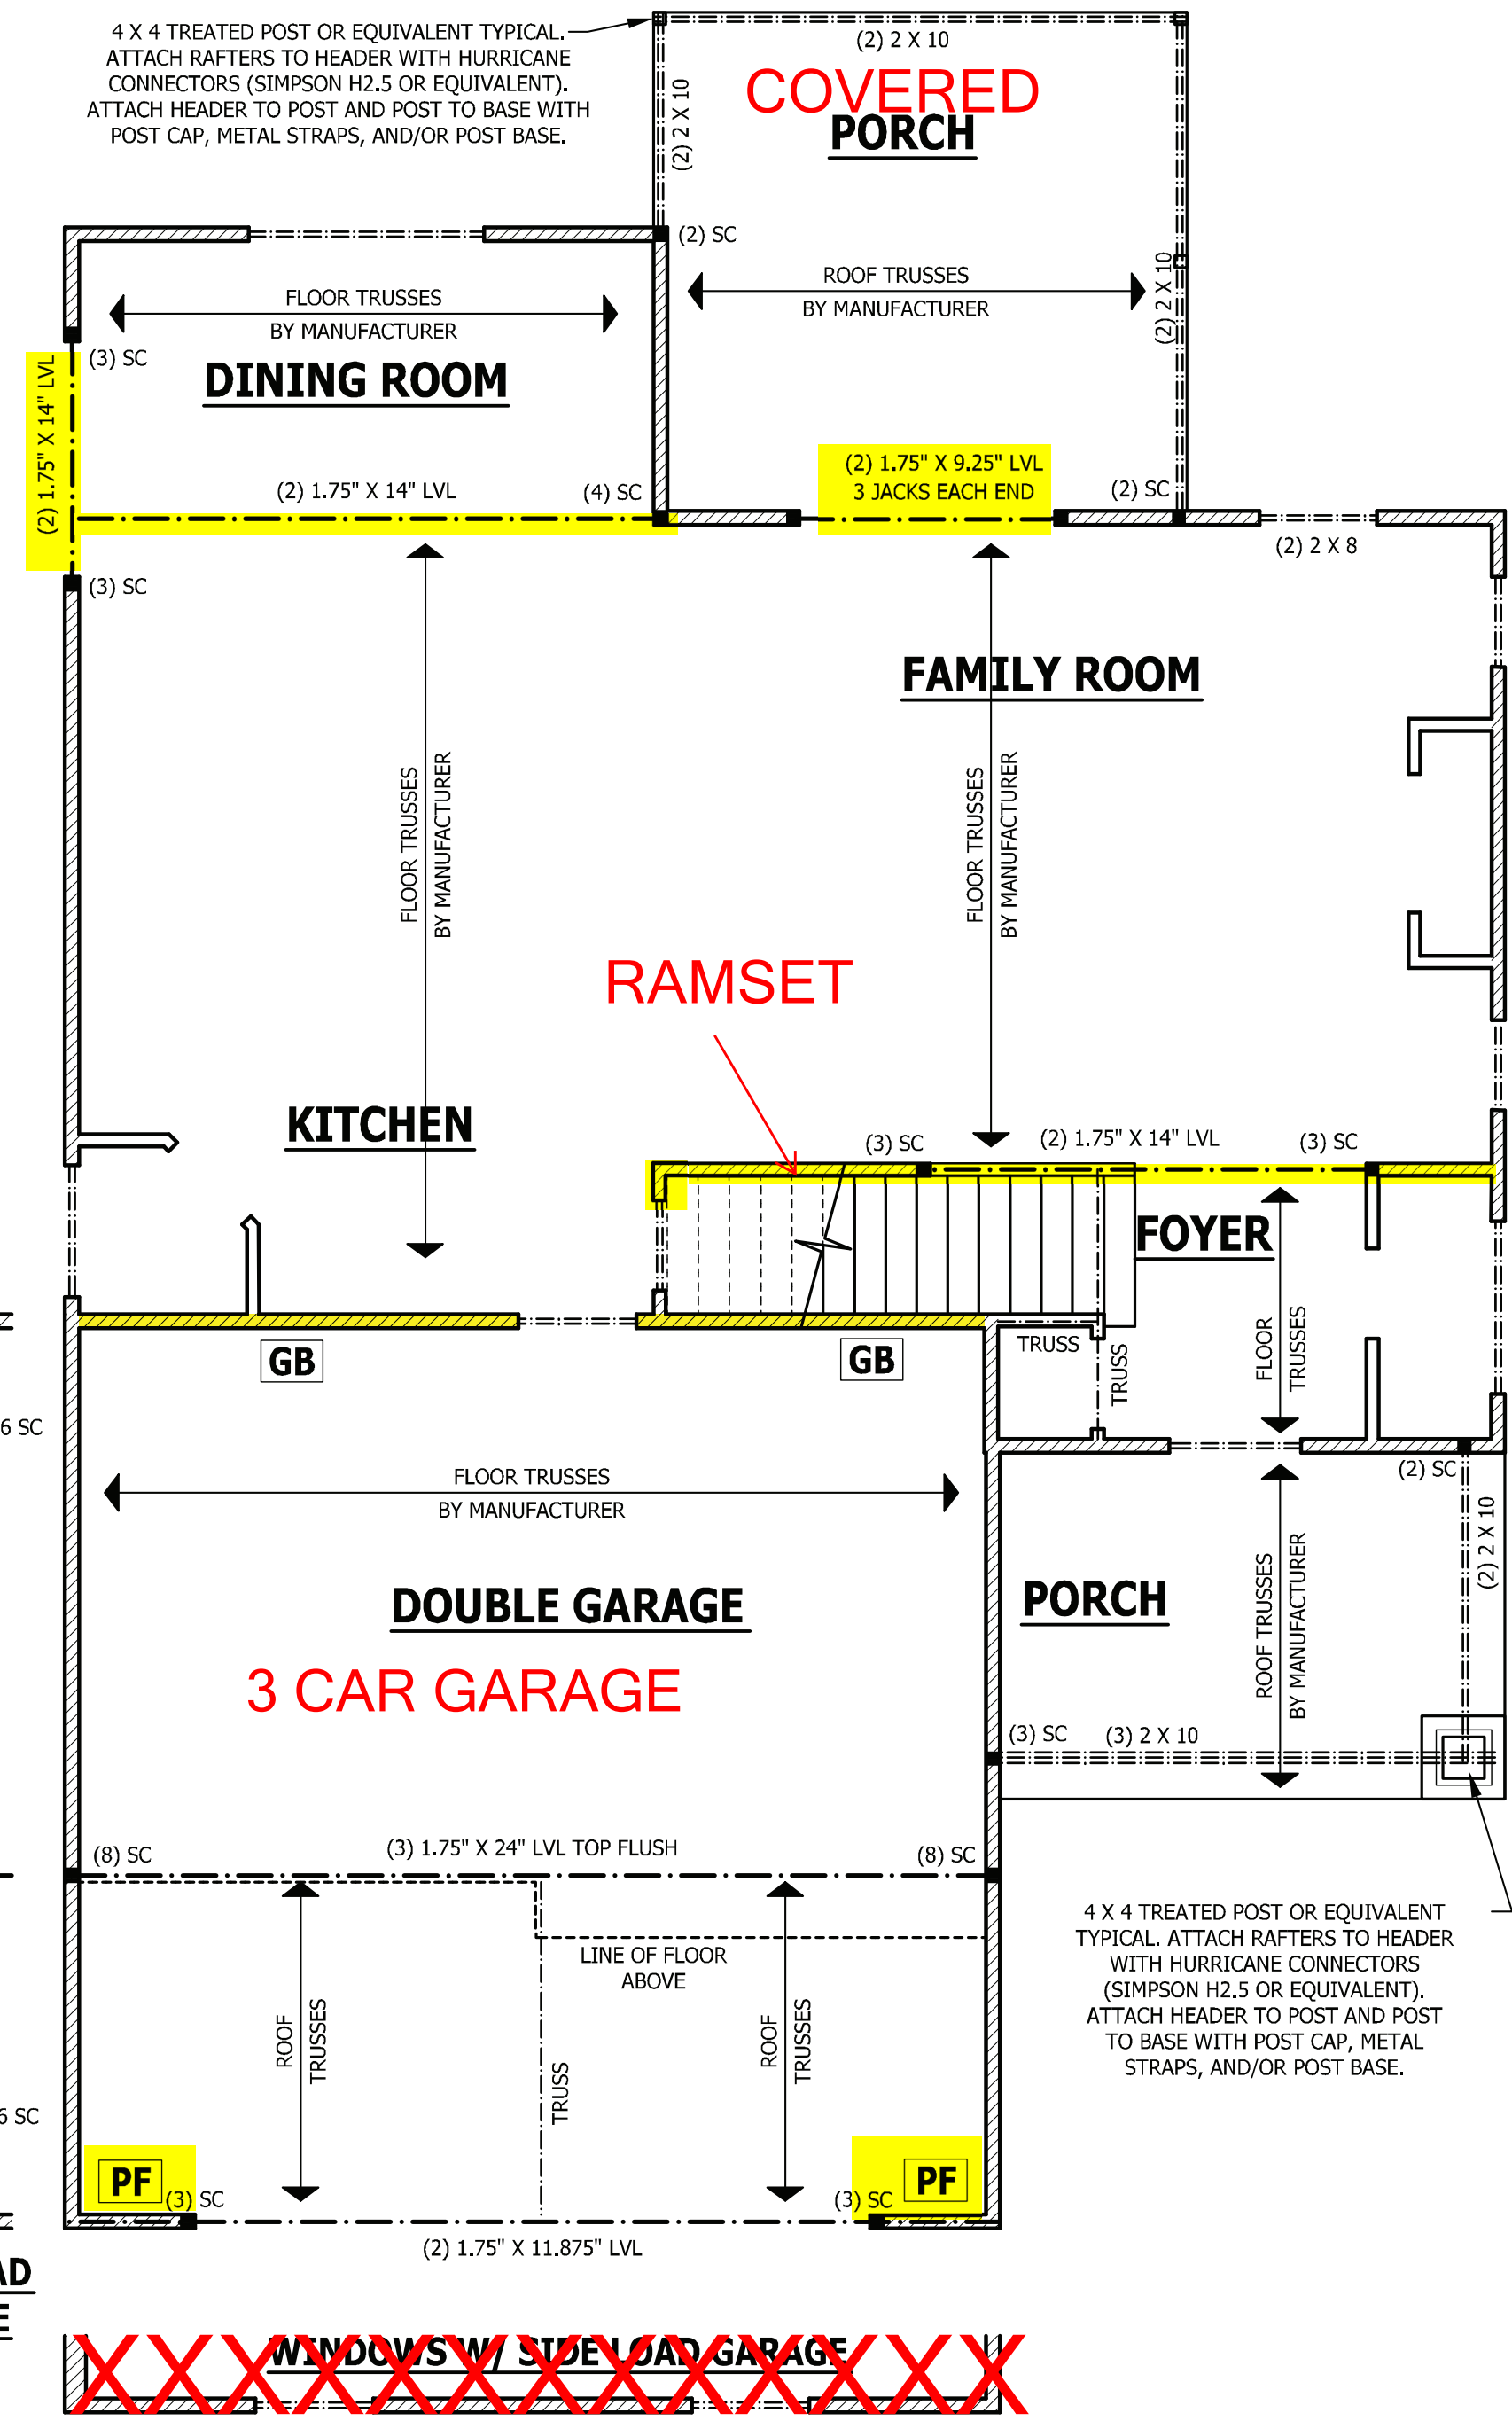 4 X 4 TREATED POST OR EQUIVALENT TYPICAL.
ATTACH RAFTERS TO HEADER WITH HURRICANE
CONNECTORS (SIMPSON H2.5 OR EQUIVALENT).
ATTACH HEADER TO POST AND POST TO BASE WITH
POST CAP, METAL STRAPS, AND/OR POST BASE.
(2) 2 X 10
COVERED
PORCH
(2) 2 X 10
(2) SC
ROOF TRUSSES
BY MANUFACTURER
(2) 2 X 10
FLOOR TRUSSES
BY MANUFACTURER
(3) SC
DINING ROOM
(2) 1.75" X 14" LVL
(2) 1.75" X 14" LVL
(4) SC
(2) 1.75" X 9.25" LVL
3 JACKS EACH END
(2) SC
(2) 2 X 8
(3) SC
FAMILY ROOM
FLOOR TRUSSES
BY MANUFACTURER
FLOOR TRUSSES
BY MANUFACTURER
RAMSET
KITCHEN
(3) SC
(2) 1.75" X 14" LVL
(3) SC
FOYER
FLOOR
TRUSSES
TRUSS
TRUSS
GB
GB
6 SC
(2) SC
FLOOR TRUSSES
BY MANUFACTURER
(2) 2 X 10
DOUBLE GARAGE
PORCH
ROOF TRUSSES
BY MANUFACTURER
3 CAR GARAGE
(3) SC
(3) 2 X 10
(8) SC
(3) 1.75" X 24" LVL TOP FLUSH
(8) SC
LINE OF FLOOR
ABOVE
4 X 4 TREATED POST OR EQUIVALENT
TYPICAL. ATTACH RAFTERS TO HEADER
WITH HURRICANE CONNECTORS
(SIMPSON H2.5 OR EQUIVALENT).
ATTACH HEADER TO POST AND POST
TO BASE WITH POST CAP, METAL
STRAPS, AND/OR POST BASE.
ROOF
TRUSSES
TRUSS
ROOF
TRUSSES
6 SC
PF
(3) SC
(3) SC
PF
(2) 1.75" X 11.875" LVL
AD
E
WINDOWS W/ SIDE LOAD GARAGE